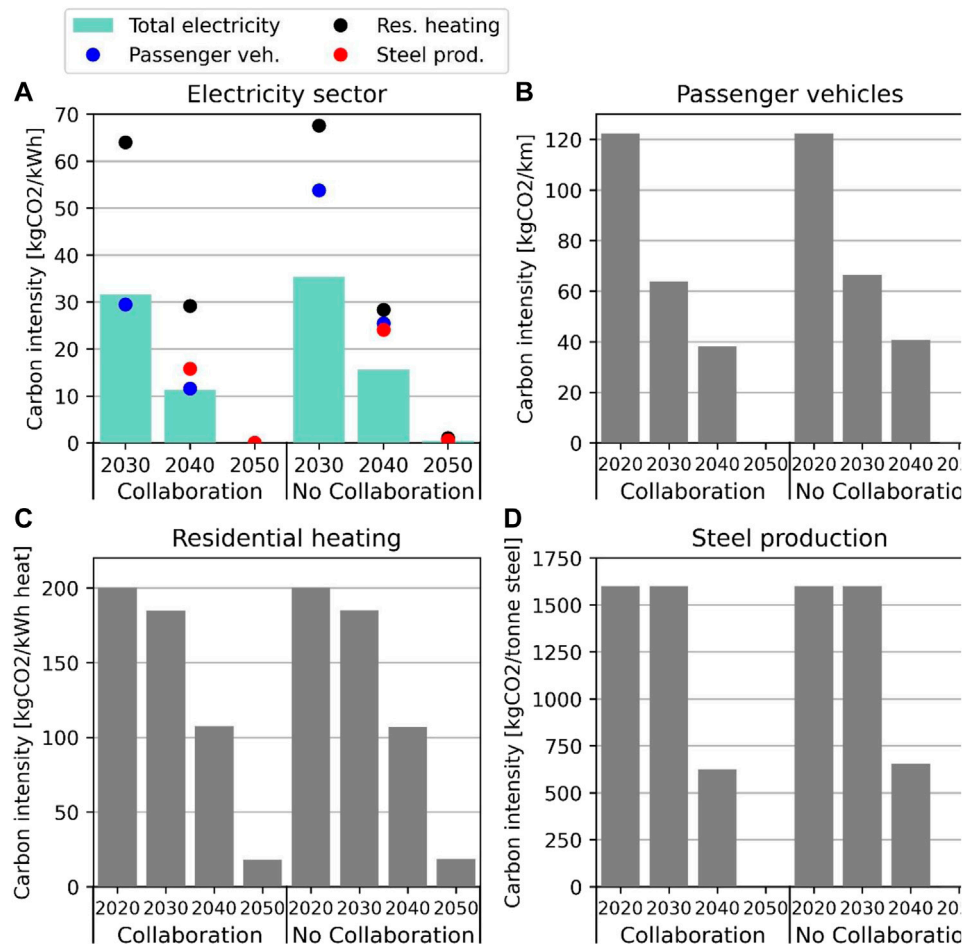 Total electricity
Res. heating
Passenger veh.
Steel prod.
A
Electricity sector
Carbon intensity [kgCO2/kWh]
70
60
50
40
30
20
10
0
2030 2040 2050 2030 2040 2050
Collaboration No Collaboration
B
Passenger vehicles
Carbon intensity [kgCO2/km]
120
100
80
60
40
20
0
2020 2030 2040 2050 2020 2030 2040
Collaboration No
C
Residential heating
Carbon intensity [kgCO2/kWh heat]
200
150
100
50
0
2020 2030 2040 2050 2020 2030 2040 2050
Collaboration No Collaboration
D
Steel production
Carbon intensity [kgCO2/tonne steel]
1750
1500
1250
1000
750
500
250
0
2020 2030 2040 2050 2020 2030 2040
Collaboration No